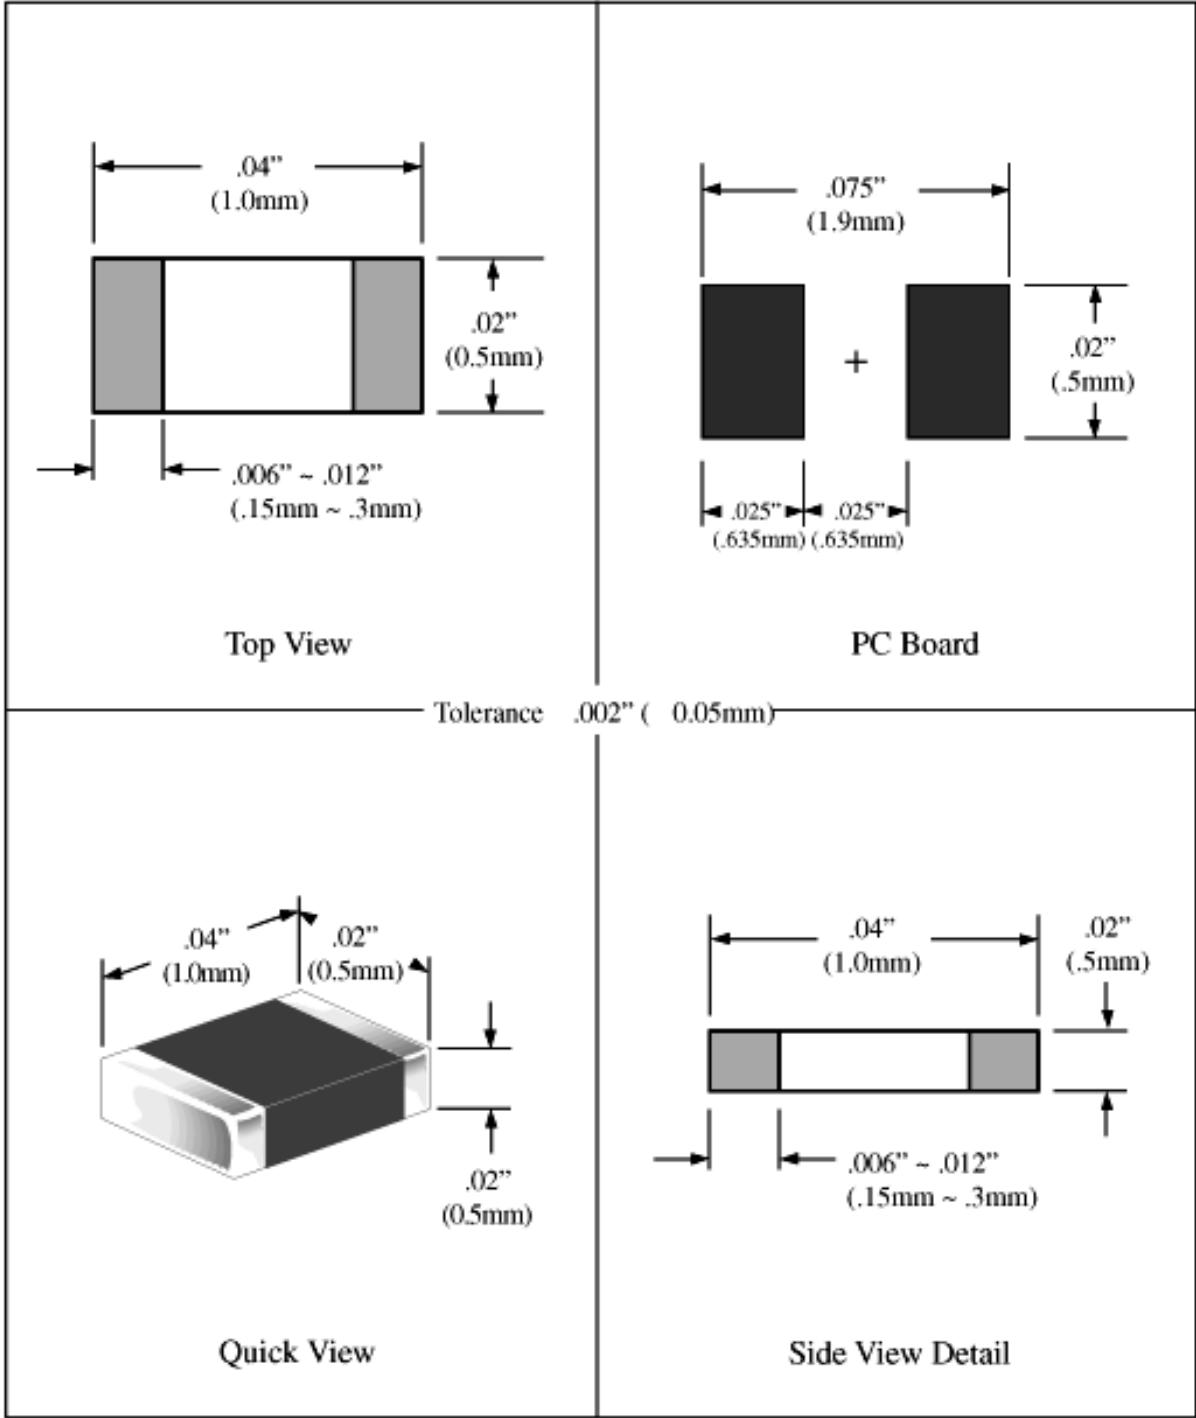 .04”
(1.0mm)
.02”
(0.5mm)
.006” ~ .012”
(.15mm ~ .3mm)
Top View
.075”
(1.9mm)
+
.02”
(.5mm)
.025” .025”
(.635mm) (.635mm)
PC Board
Tolerance .002” ( 0.05mm)
.04”
(1.0mm)
.02”
(0.5mm)
.02”
(0.5mm)
Quick View
.04”
(1.0mm)
.02”
(.5mm)
.006” ~ .012”
(.15mm ~ .3mm)
Side View Detail